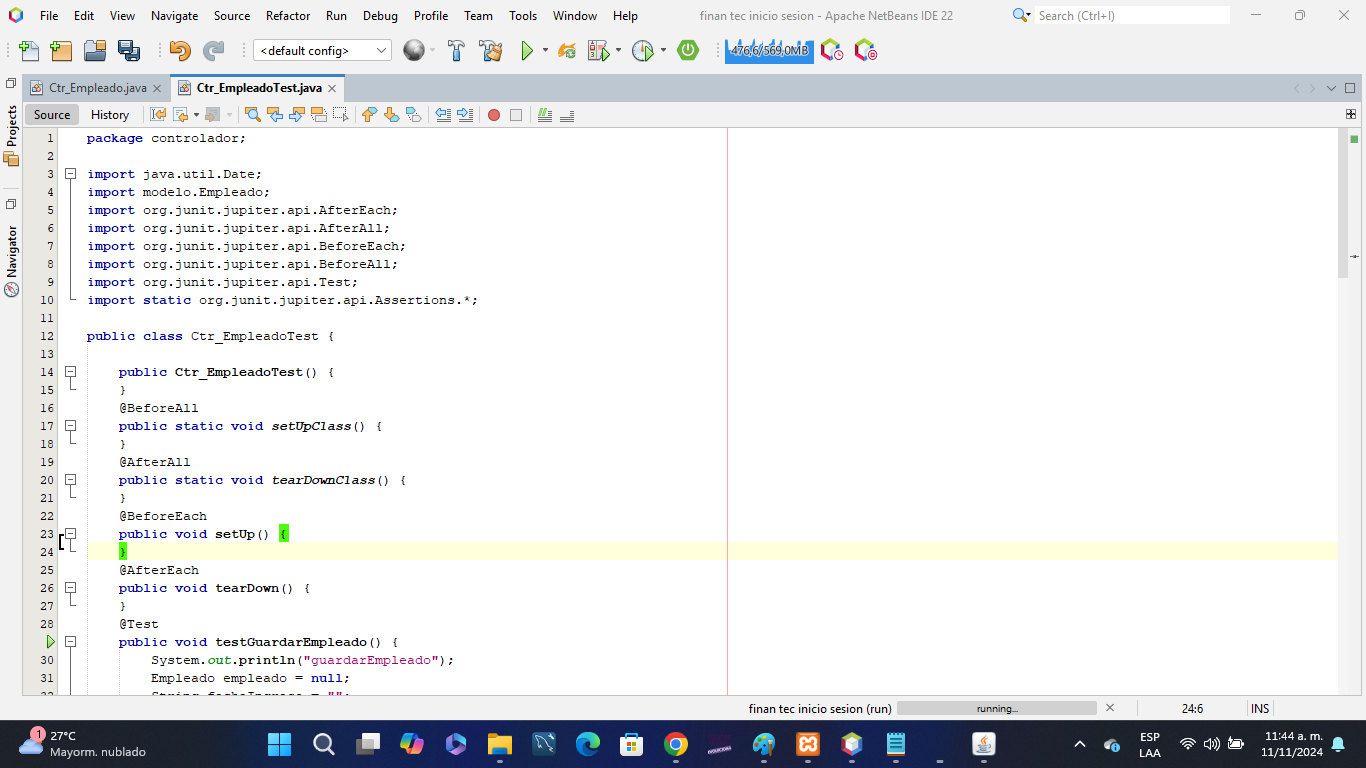 File Edit View Navigate Source Refactor Run Debug Profile Team Tools Window Help finan tec inicio sesion - Apache NetBeans IDE 22 Search (Ctrl+I)
<default config> 476,6/569,0MB
Ctr_Empleado.java Ctr_EmpleadoTest.java
Source History
Projects
Navigator
1 package controlador;
2
3 import java.util.Date;
4 import modelo.Empleado;
5 import org.junit.jupiter.api.AfterEach;
6 import org.junit.jupiter.api.AfterAll;
7 import org.junit.jupiter.api.BeforeEach;
8 import org.junit.jupiter.api.BeforeAll;
9 import org.junit.jupiter.api.Test;
10 import static org.junit.jupiter.api.Assertions.*;
11
12 public class Ctr_EmpleadoTest {
13
14 public Ctr_EmpleadoTest() {
15 }
16 @BeforeAll
17 public static void setUpClass() {
18 }
19 @AfterAll
20 public static void tearDownClass() {
21 }
22 @BeforeEach
23 public void setUp() {
24 }
25 @AfterEach
26 public void tearDown() {
27 }
28 @Test
public void testGuardarEmpleado() {
30 System.out.println("guardarEmpleado");
31 Empleado empleado = null;
32 String fechaIngreso = "";
finan tec inicio sesion (run) running... 24:6 INS
1 27°C
Mayorm. nublado
ESP
LAA
11:44 a. m.
11/11/2024